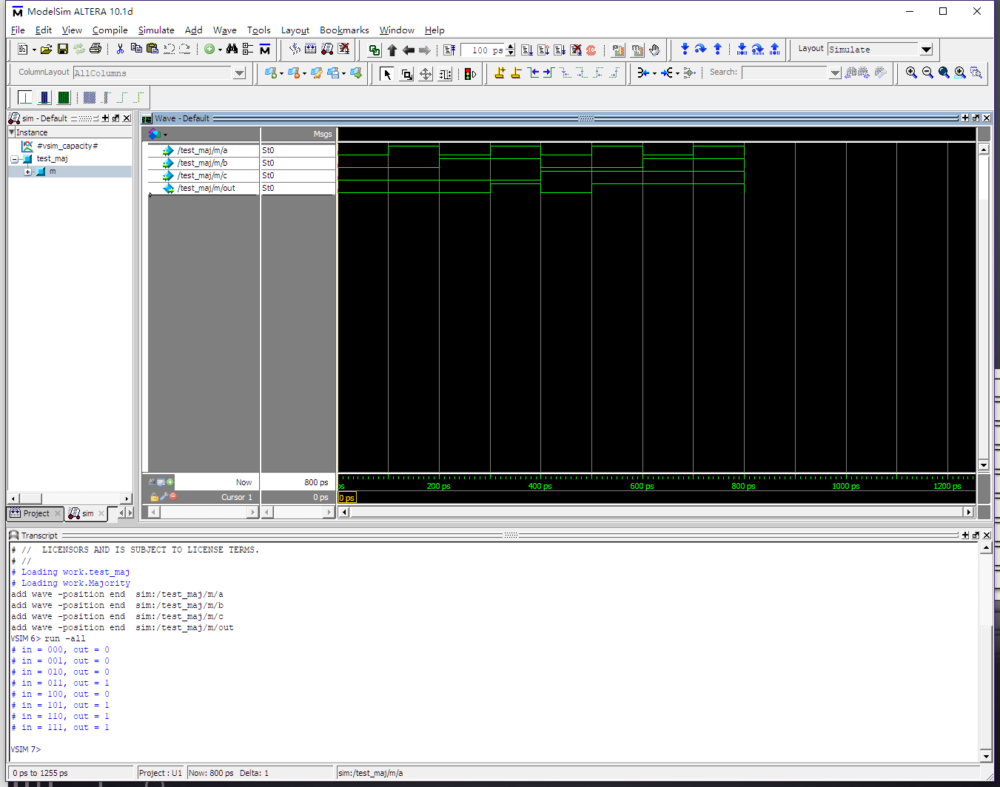 ModelSim ALTERA 10.1d
File Edit View Compile Simulate Add Wave Tools Layout Bookmarks Window Help
100 ps
Layout Simulate
ColumnLayout AllColumns
Search:
sim - Default
Wave - Default
Instance
Msgs
#vsim_capacity#
test_maj
m
/test_maj/m/a St0
/test_maj/m/b St0
/test_maj/m/c St0
/test_maj/m/out St0
Now 800 ps
ps 200 ps 400 ps 600 ps 800 ps 1000 ps 1200 ps
Cursor 1 0 ps
0 ps
Project sim
Transcript
# // LICENSORS AND IS SUBJECT TO LICENSE TERMS.
# //
# Loading work.test_maj
# Loading work.Majority
add wave -position end sim:/test_maj/m/a
add wave -position end sim:/test_maj/m/b
add wave -position end sim:/test_maj/m/c
add wave -position end sim:/test_maj/m/out
VSIM 6> run -all
# in = 000, out = 0
# in = 001, out = 0
# in = 010, out = 0
# in = 011, out = 1
# in = 100, out = 0
# in = 101, out = 1
# in = 110, out = 1
# in = 111, out = 1
VSIM 7>
0 ps to 1255 ps Project : U1 Now: 800 ps Delta: 1 sim:/test_maj/m/a